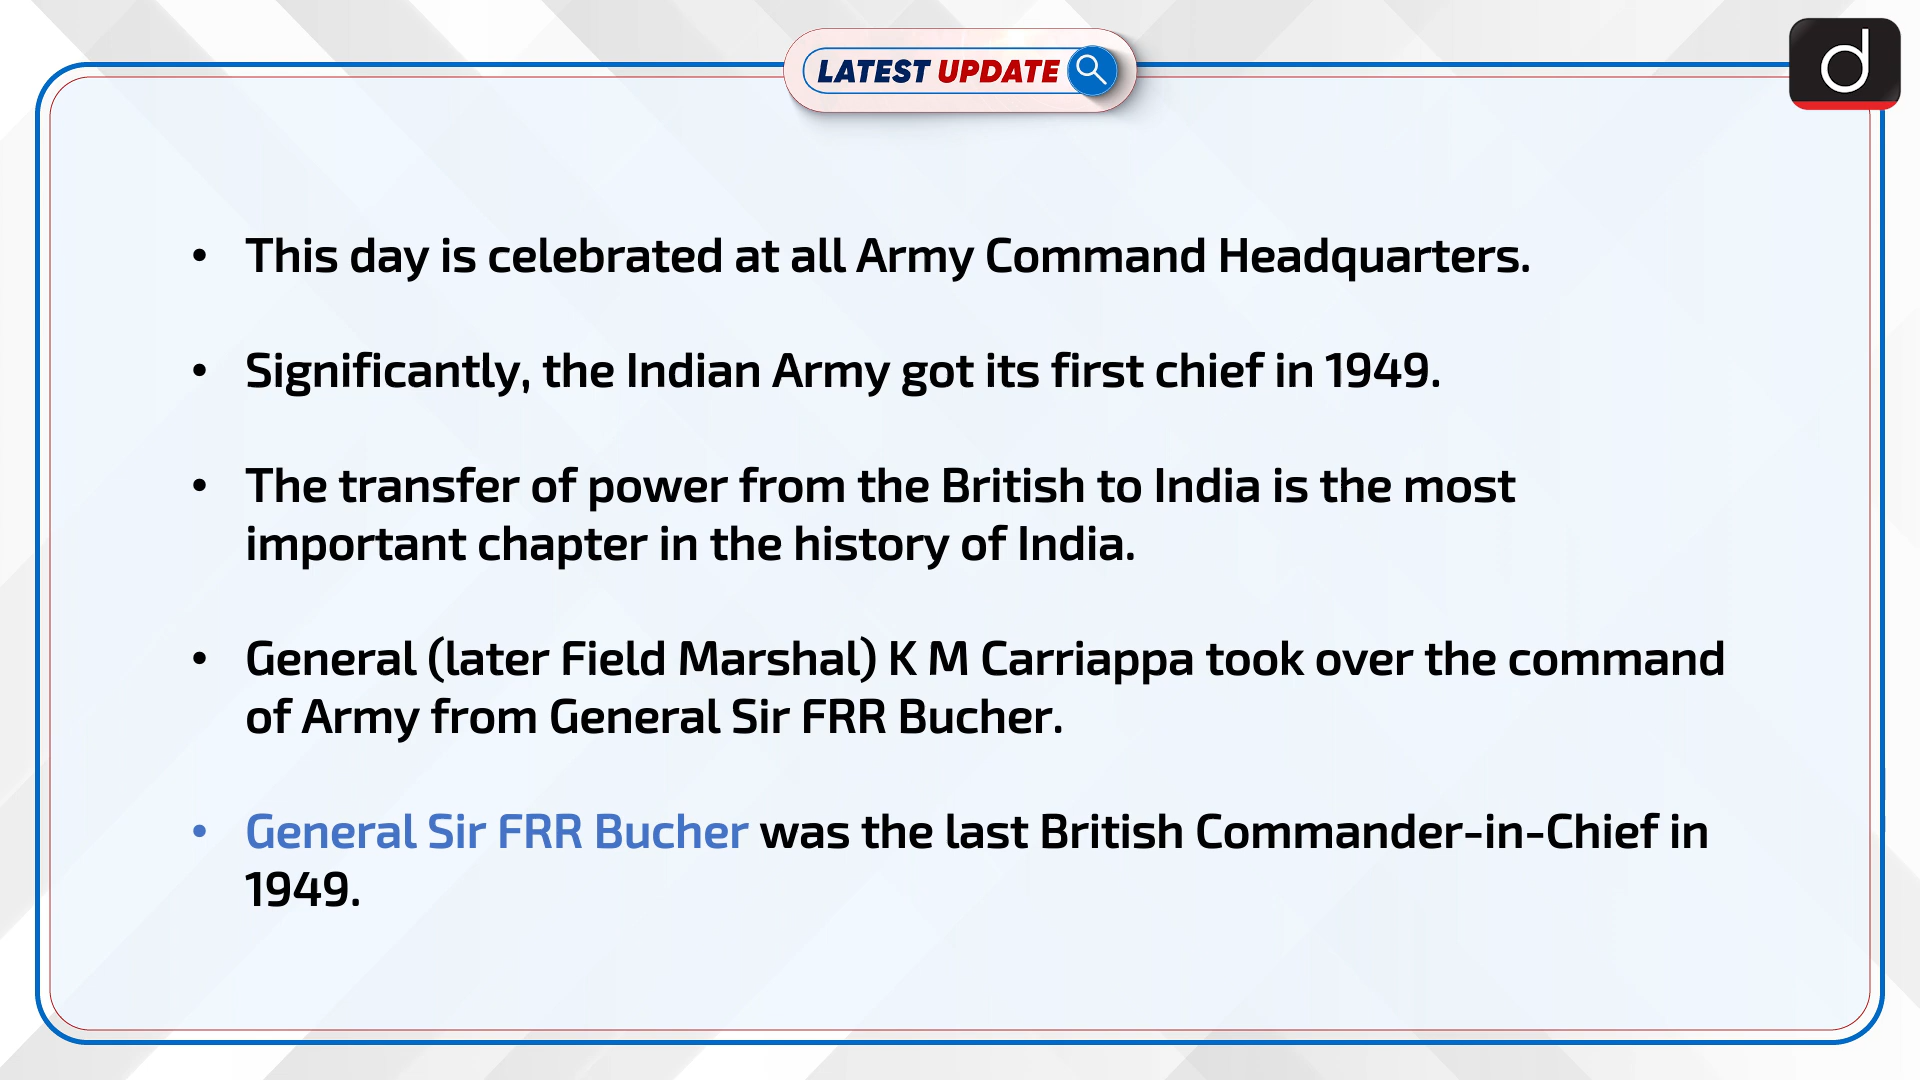 LATEST UPDATE
d
• This day is celebrated at all Army Command Headquarters.
• Significantly, the Indian Army got its first chief in 1949.
• The transfer of power from the British to India is the most
important chapter in the history of India.
• General (later Field Marshal) K M Carriappa took over the command
of Army from General Sir FRR Bucher.
• General Sir FRR Bucher was the last British Commander-in-Chief in
1949.